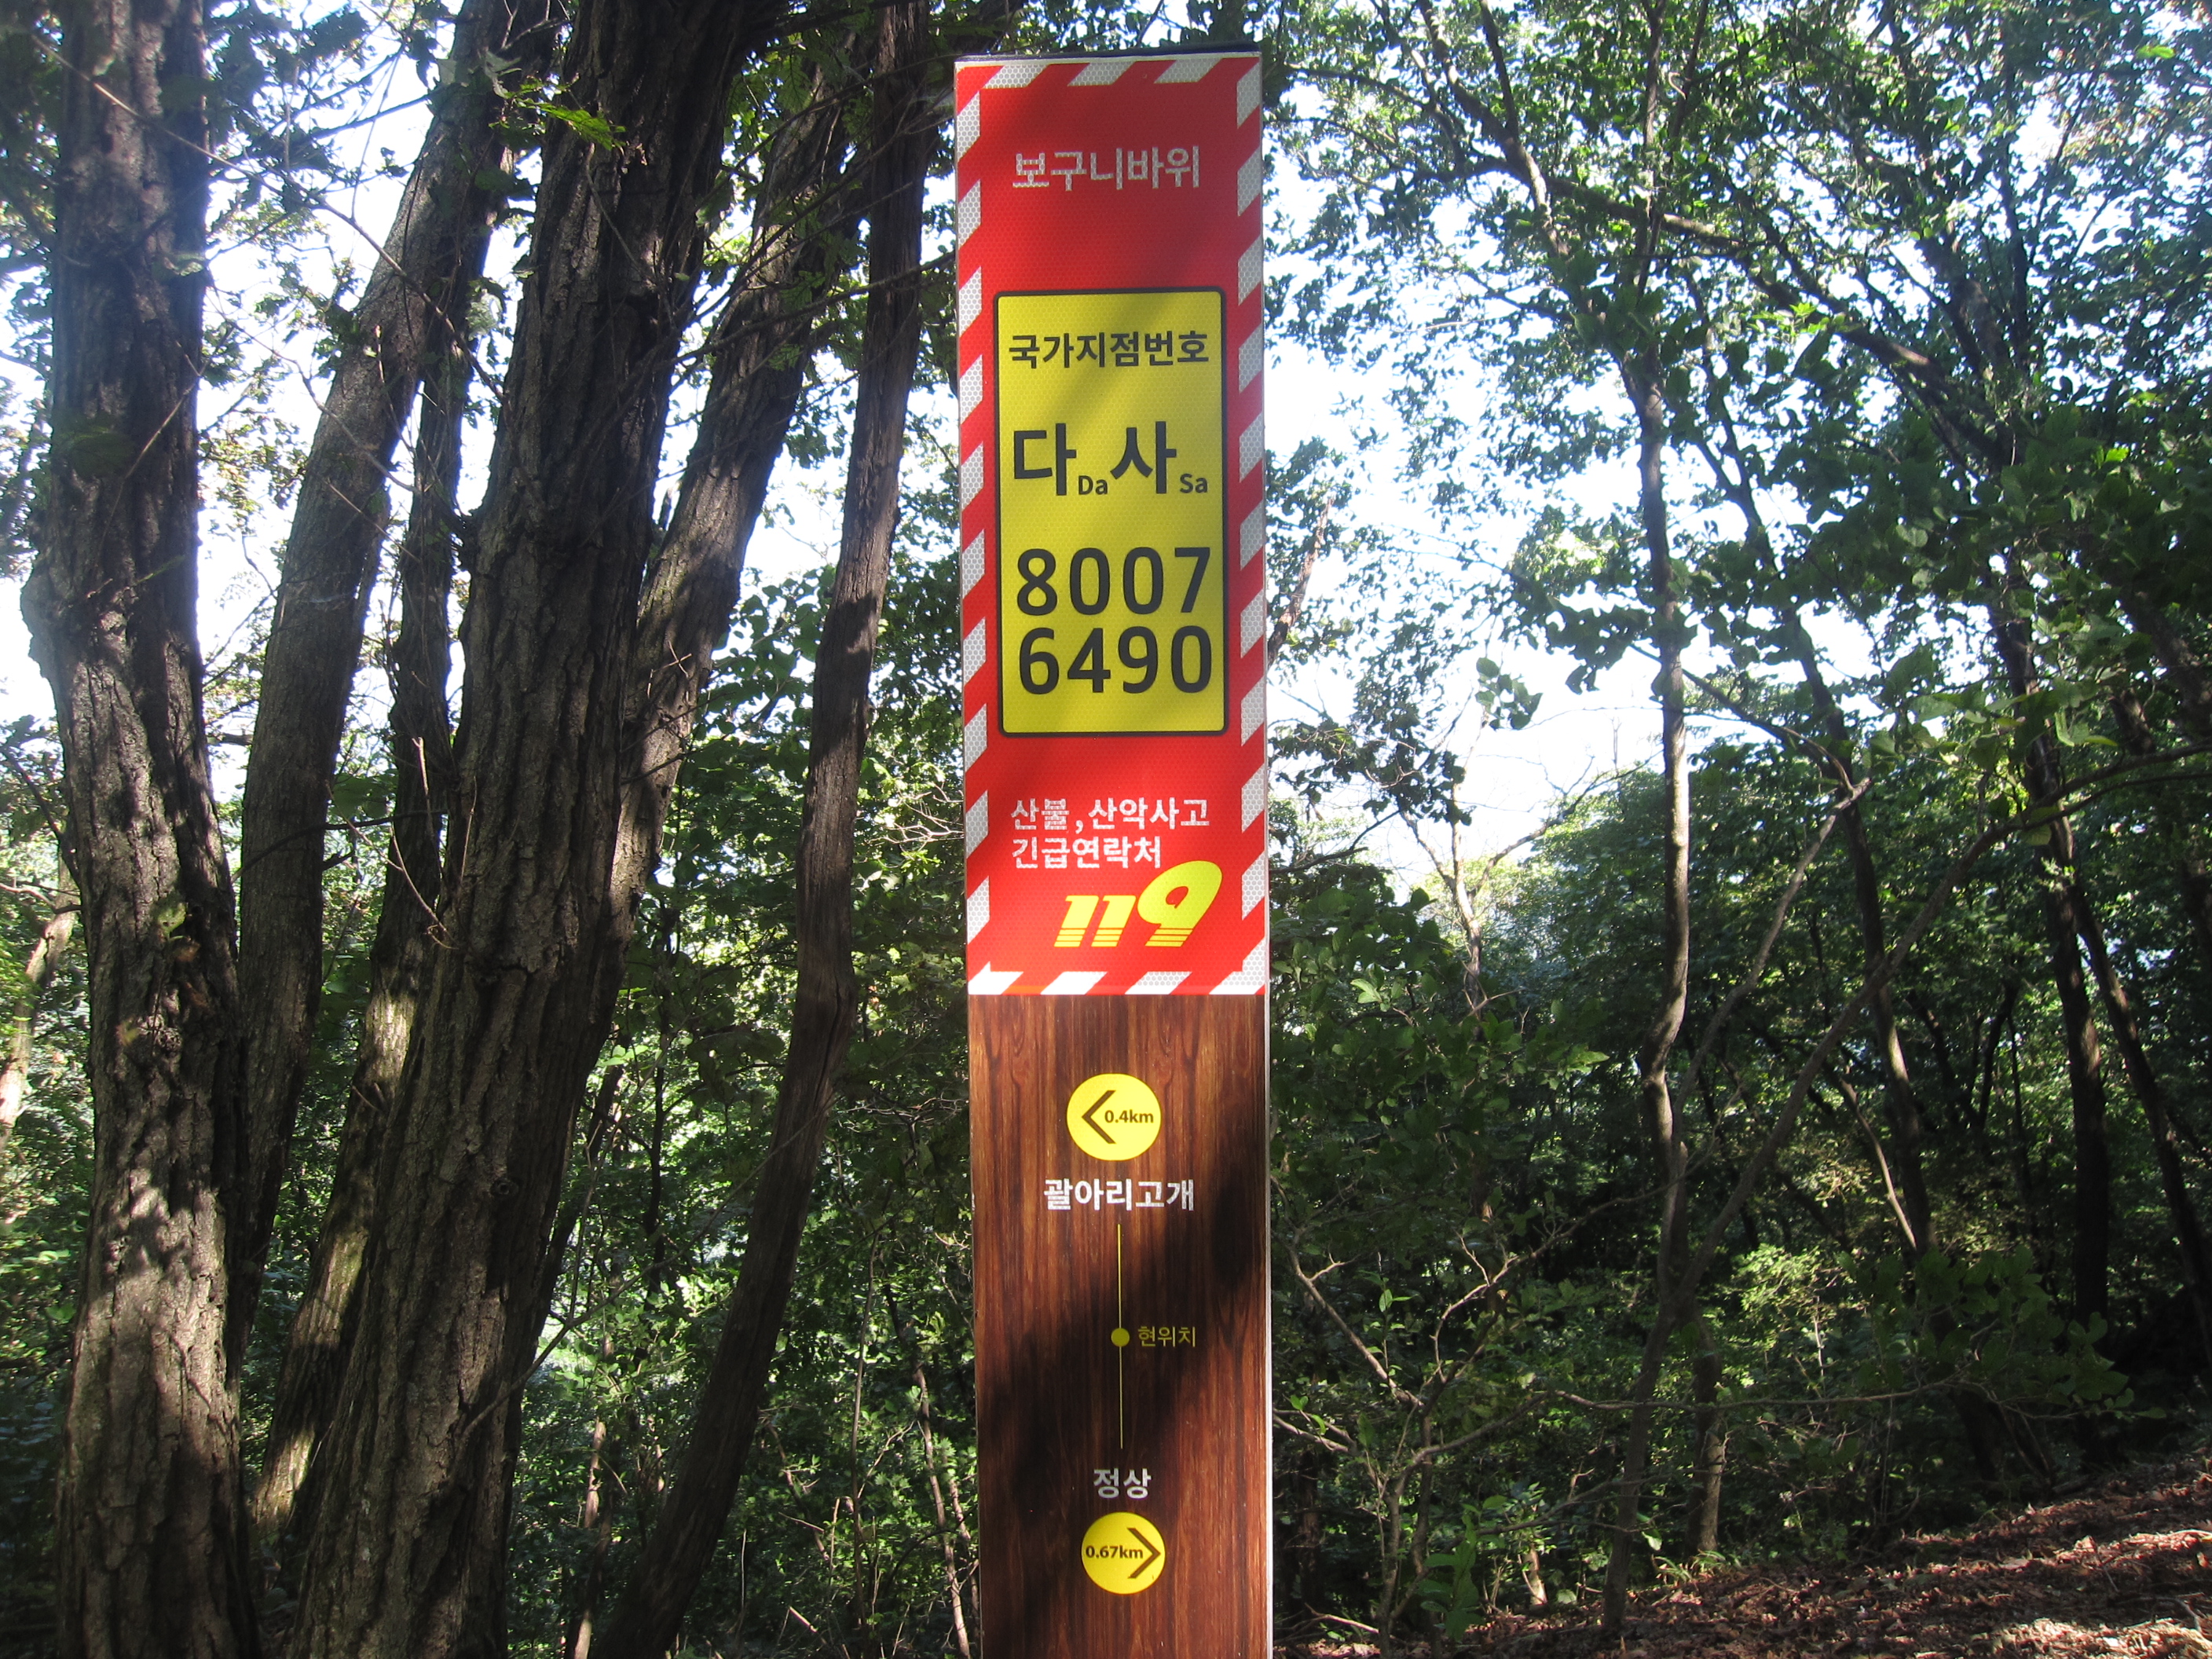 보구니바위
국가지점번호
다Da사Sa
8007
6490
산불,산악사고
긴급연락처
119
0.4km
괄아리고개
현위치
정상
0.67km